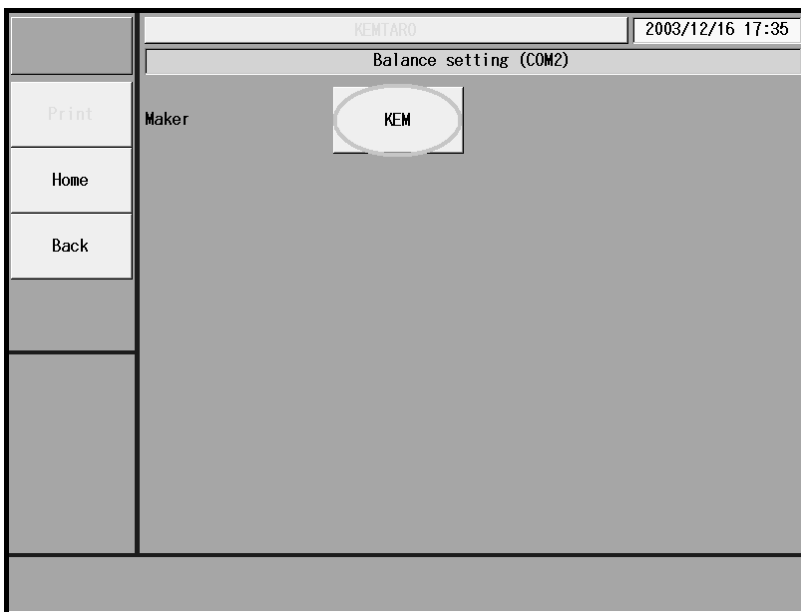 KEMTARO
2003/12/16 17:35
Balance setting (COM2)
Print
Maker
KEM
Home
Back